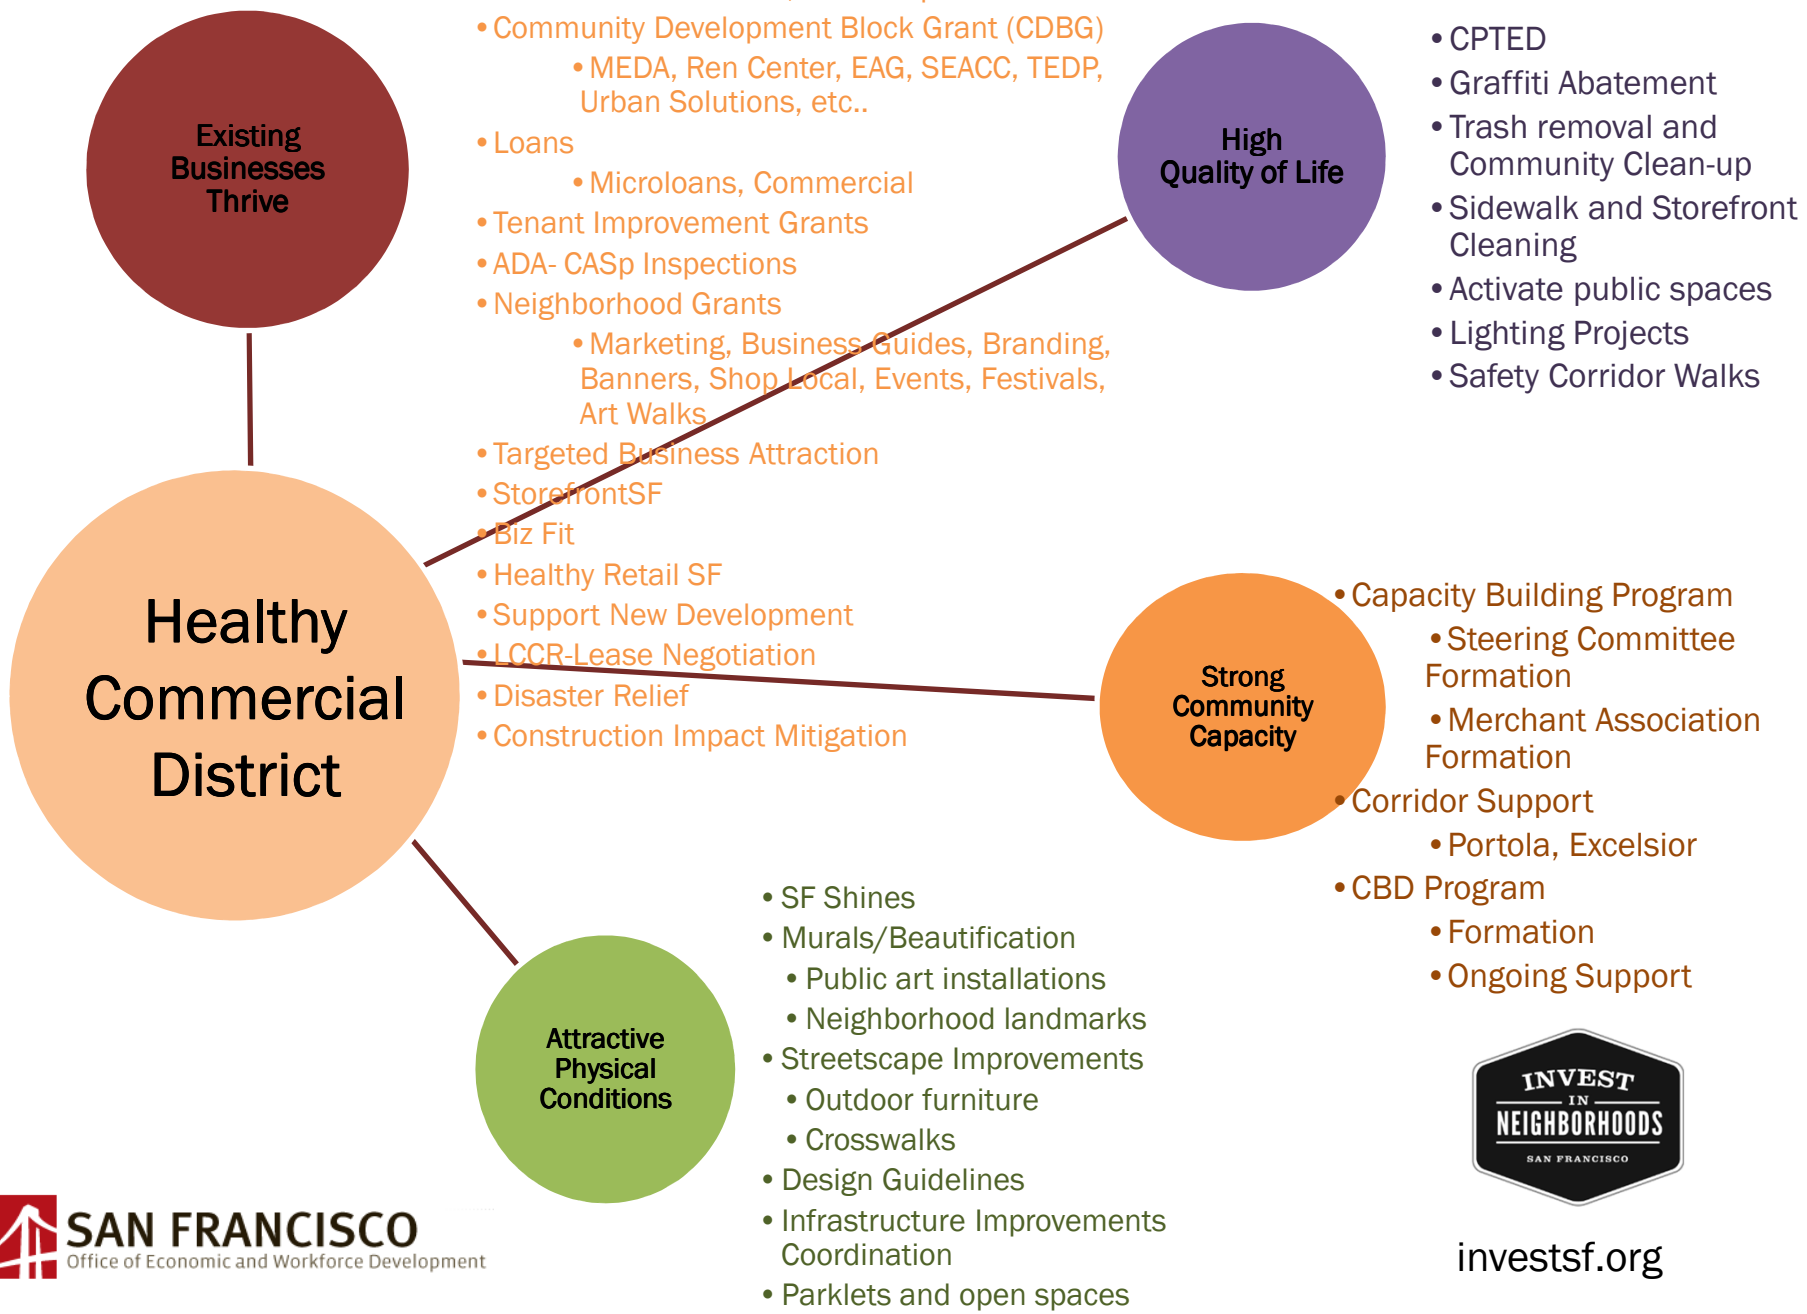 Existing
Businesses
Thrive
•Community Development Block Grant (CDBG)
•MEDA, Ren Center, EAG, SEACC, TEDP,
Urban Solutions, etc..
•Loans
•Microloans, Commercial
•Tenant Improvement Grants
•ADA- CASp Inspections
•Neighborhood Grants
•Marketing, Business Guides, Branding,
Banners, Shop Local, Events, Festivals,
Art Walks
•Targeted Business Attraction
•StorefrontSF
•Biz Fit
•Healthy Retail SF
•Support New Development
•LCCR-Lease Negotiation
•Disaster Relief
•Construction Impact Mitigation
High
Quality of Life
•CPTED
•Graffiti Abatement
•Trash removal and
Community Clean-up
•Sidewalk and Storefront
Cleaning
•Activate public spaces
•Lighting Projects
•Safety Corridor Walks
Healthy
Commercial
District
Strong
Community
Capacity
•Capacity Building Program
•Steering Committee
Formation
•Merchant Association
Formation
•Corridor Support
•Portola, Excelsior
•CBD Program
•Formation
•Ongoing Support
Attractive
Physical
Conditions
•SF Shines
•Murals/Beautification
•Public art installations
•Neighborhood landmarks
•Streetscape Improvements
•Outdoor furniture
•Crosswalks
•Design Guidelines
•Infrastructure Improvements
Coordination
•Parklets and open spaces
INVEST
IN
NEIGHBORHOODS
SAN FRANCISCO
investsf.org
SAN FRANCISCO
Office of Economic and Workforce Development